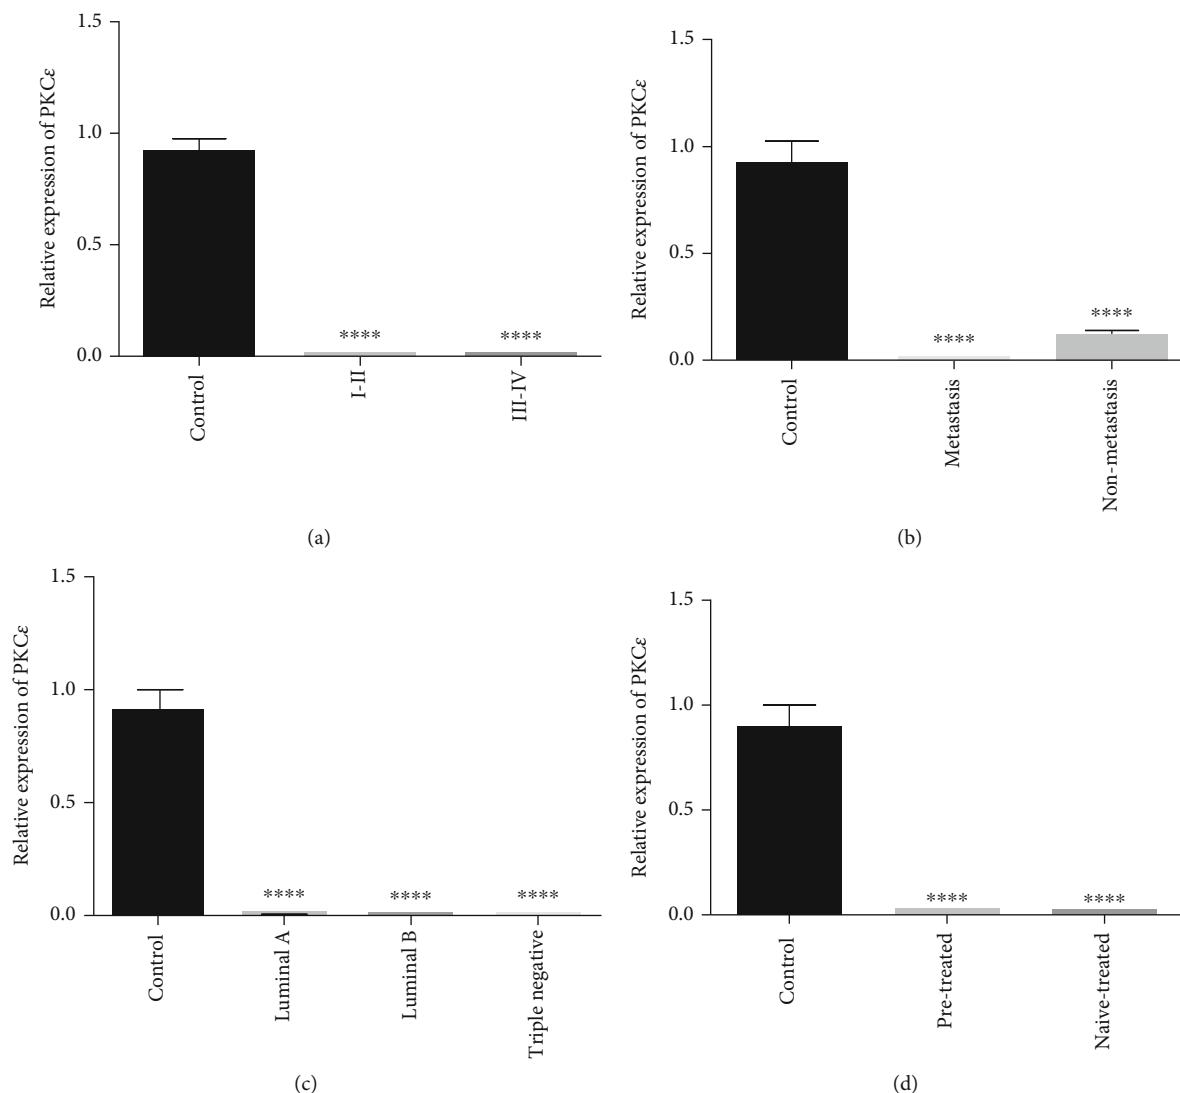 Relative expression of PKCε
1.5
1.0
0.5
0.0
****
****
Control
I-II
III-IV
(a)
Relative expression of PKCε
1.5
1.0
0.5
0.0
****
****
Control
Metastasis
Non-metastasis
(b)
Relative expression of PKCε
1.5
1.0
0.5
0.0
****
****
****
Control
Luminal A
Luminal B
Triple negative
(c)
Relative expression of PKCε
1.5
1.0
0.5
0.0
****
****
Control
Pre-treated
Naive-treated
(d)